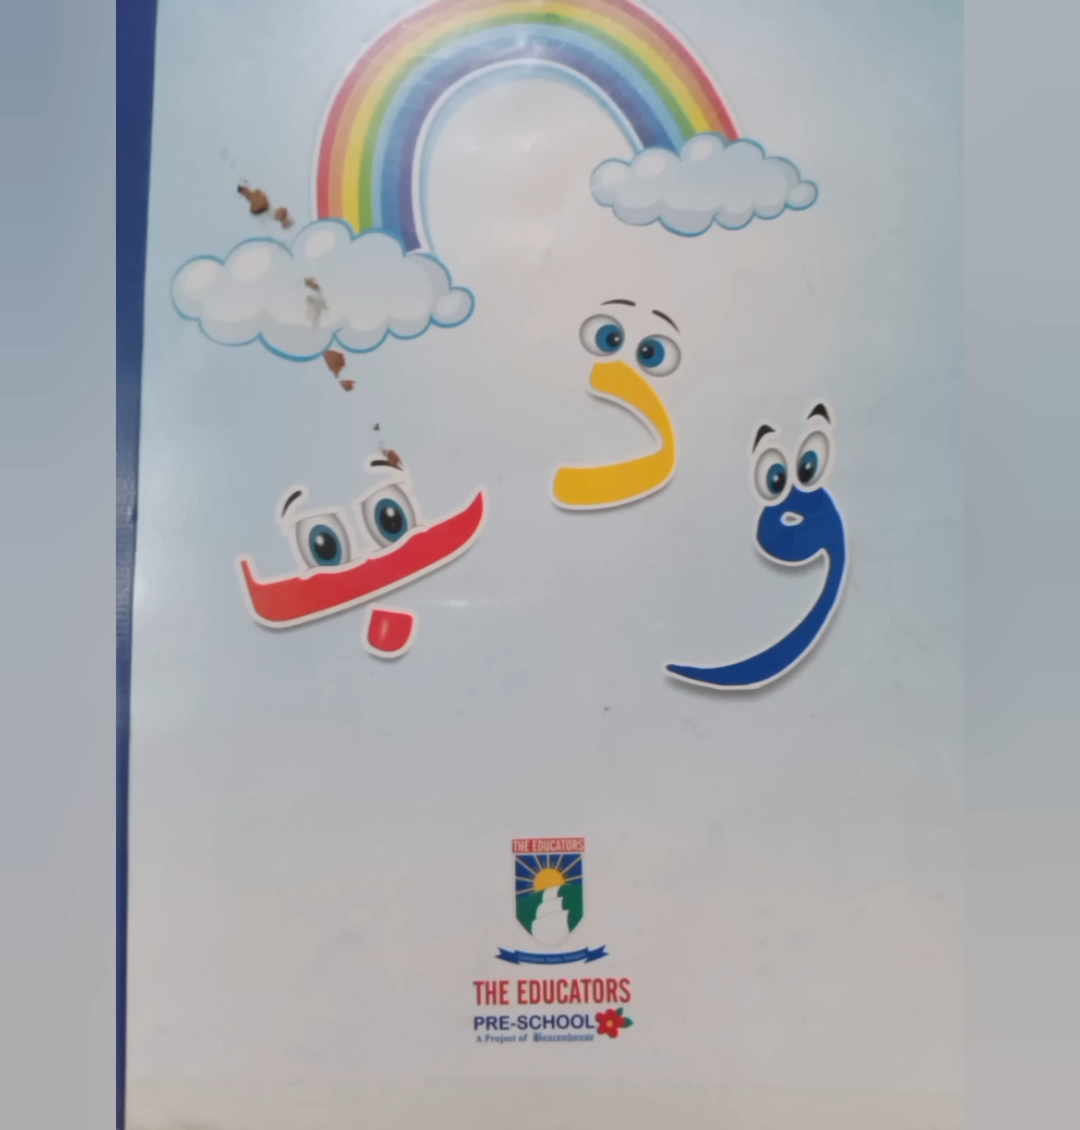 د
و
ب
THE EDUCATORS
THE EDUCATORS
PRE-SCHOOL
A Project of Beaconhouse